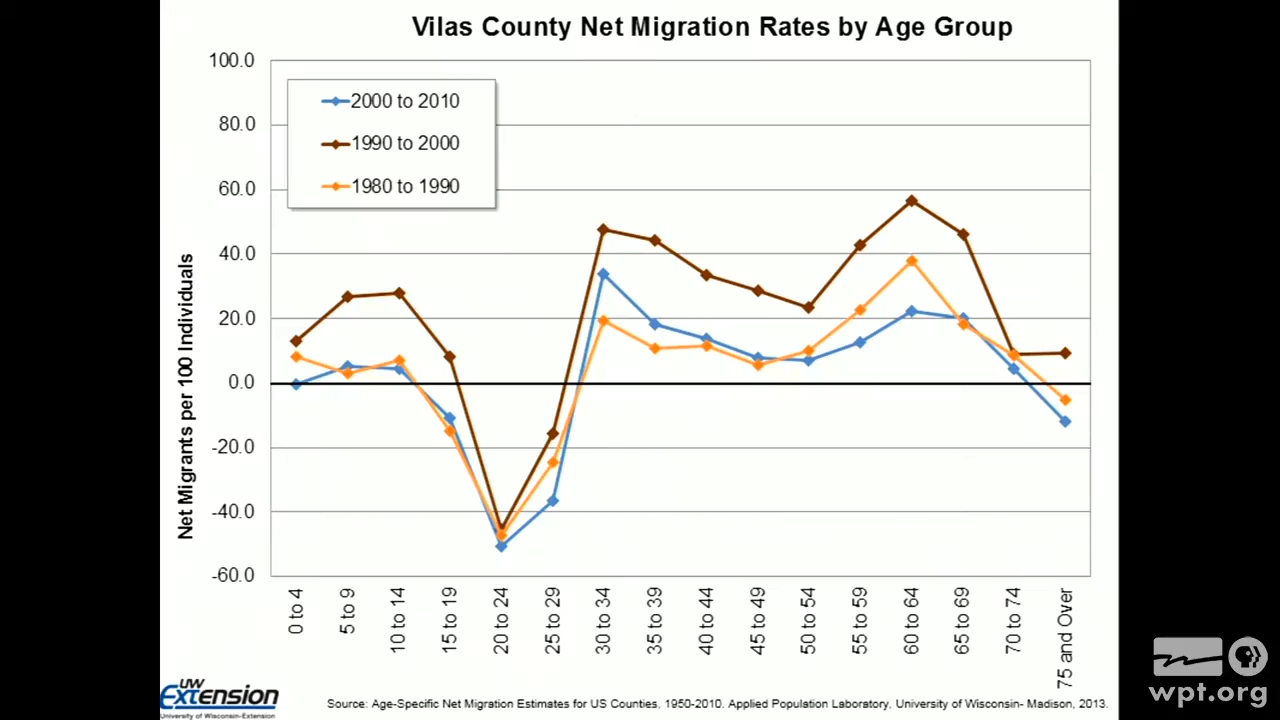 Vilas County Net Migration Rates by Age Group
100.0
80.0
60.0
40.0
20.0
0.0
-20.0
-40.0
-60.0
Net Migrants per 100 Individuals
2000 to 2010
1990 to 2000
1980 to 1990
0 to 4
5 to 9
10 to 14
15 to 19
20 to 24
25 to 29
30 to 34
35 to 39
40 to 44
45 to 49
50 to 54
55 to 59
60 to 64
65 to 69
70 to 74
75 and Over
UW
Extension
University of Wisconsin-Extension
Source: Age-Specific Net Migration Estimates for US Counties, 1950-2010. Applied Population Laboratory, University of Wisconsin- Madison, 2013.
wpt.org